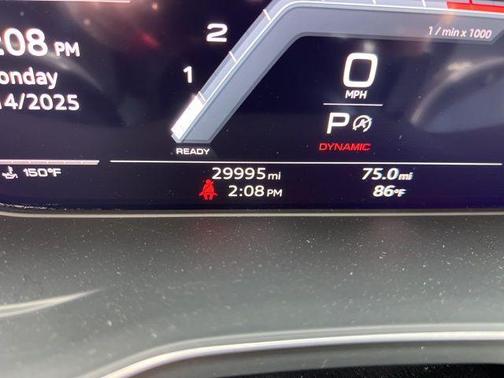 :08 PM
onday
14/2025
2
1
READY
1 / min x 1000
0
MPH
P
DYNAMIC
150°F
29995 mi
2:08 PM
75.0 mi
86°F